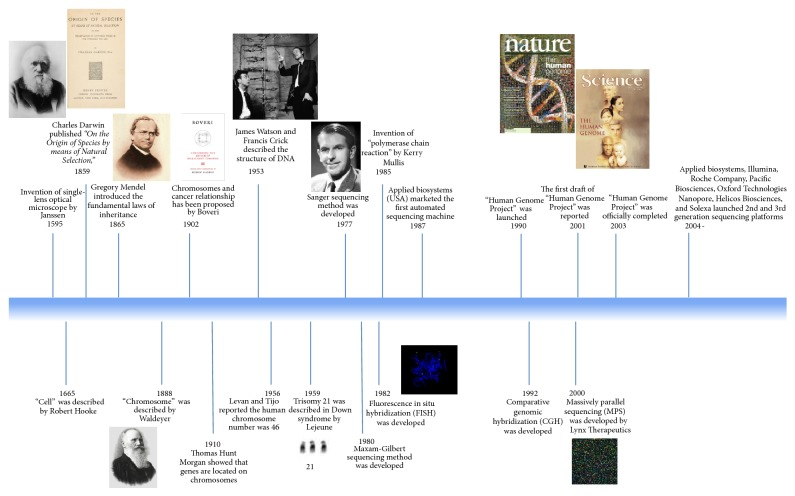 ORIGIN OF SPECIES
Charles Darwin
published "On the
Origin of Species by
means of Natural
Selection."
1859
Invention of single-
lens optical
microscope by
Janssen
1595
Gregory Mendel
introduced the
fundamental laws of
inheritance
1865
BOVERI
Chromosomes and
cancer relationship
has been proposed
by Boveri
1902
James Watson and
Francis Crick
described the
structure of DNA
1953
Sanger sequencing
method was
developed
1977
Invention of
"polymerase chain
reaction" by Kerry
Mullis
1985
Applied biosystems
(USA) marketed the
first automated
sequencing machine
1987
nature
the
human
genome
Science
THE
HUMAN
GENOME
"Human Genome
Project" was
launched
1990
The first draft of
"Human Genome
Project" was
reported
2001
"Human Genome
Project" was
officially completed
2003
Applied biosystems, Illumina,
Roche Company, Pacific
Biosciences, Oxford Technologies
Nanopore, Helicos Biosciences,
and Solexa launched 2nd and 3rd
generation sequencing platforms
2004-
1665
"Cell" was described
by Robert Hooke
1888
"Chromosome" was
described by
Waldeyer
1910
Thomas Hunt
Morgan showed that
genes are located on
chromosomes
1956
Levan and Tijo
reported the human
chromosome
number was 46
1959
Trisomy 21 was
described in Down
syndrome by
Lejeune
21
1980
Maxam-Gilbert
sequencing method
was developed
1982
Fluorescence in situ
hybridization (FISH)
was developed
1992
Comparative
genomic
hybridization (CGH)
was developed
2000
Massively parallel
sequencing (MPS)
was developed by
Lynx Therapeutics